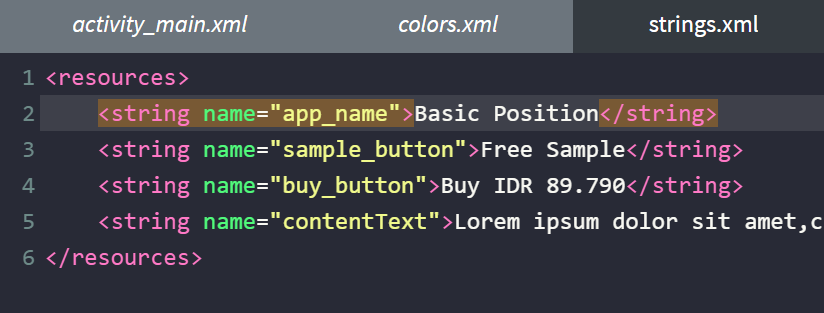 activity_main.xml colors.xml strings.xml
1 <resources>
2 <string name="app_name">Basic Position</string>
3 <string name="sample_button">Free Sample</string>
4 <string name="buy_button">Buy IDR 89.790</string>
5 <string name="contentText">Lorem ipsum dolor sit amet,c
6 </resources>